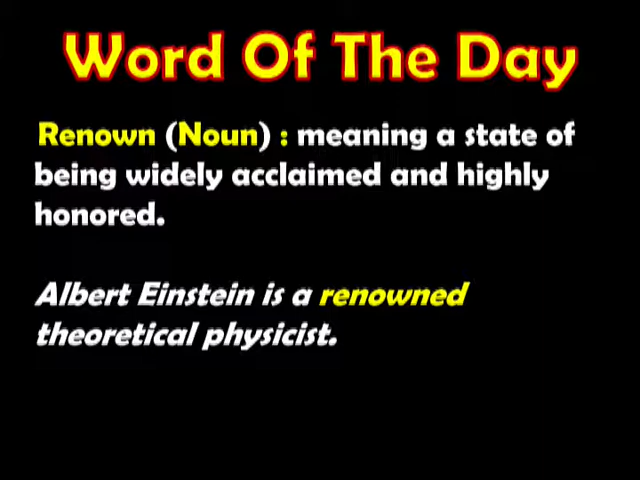 Word Of The Day
Renown (Noun) : meaning a state of
being widely acclaimed and highly
honored.
Albert Einstein is a renowned
theoretical physicist.